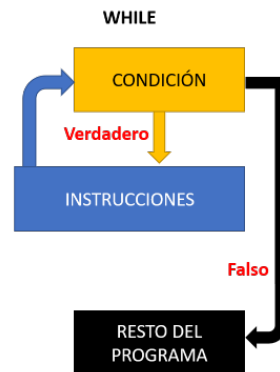 WHILE
CONDICIÓN
Verdadero
INSTRUCCIONES
Falso
RESTO DEL
PROGRAMA